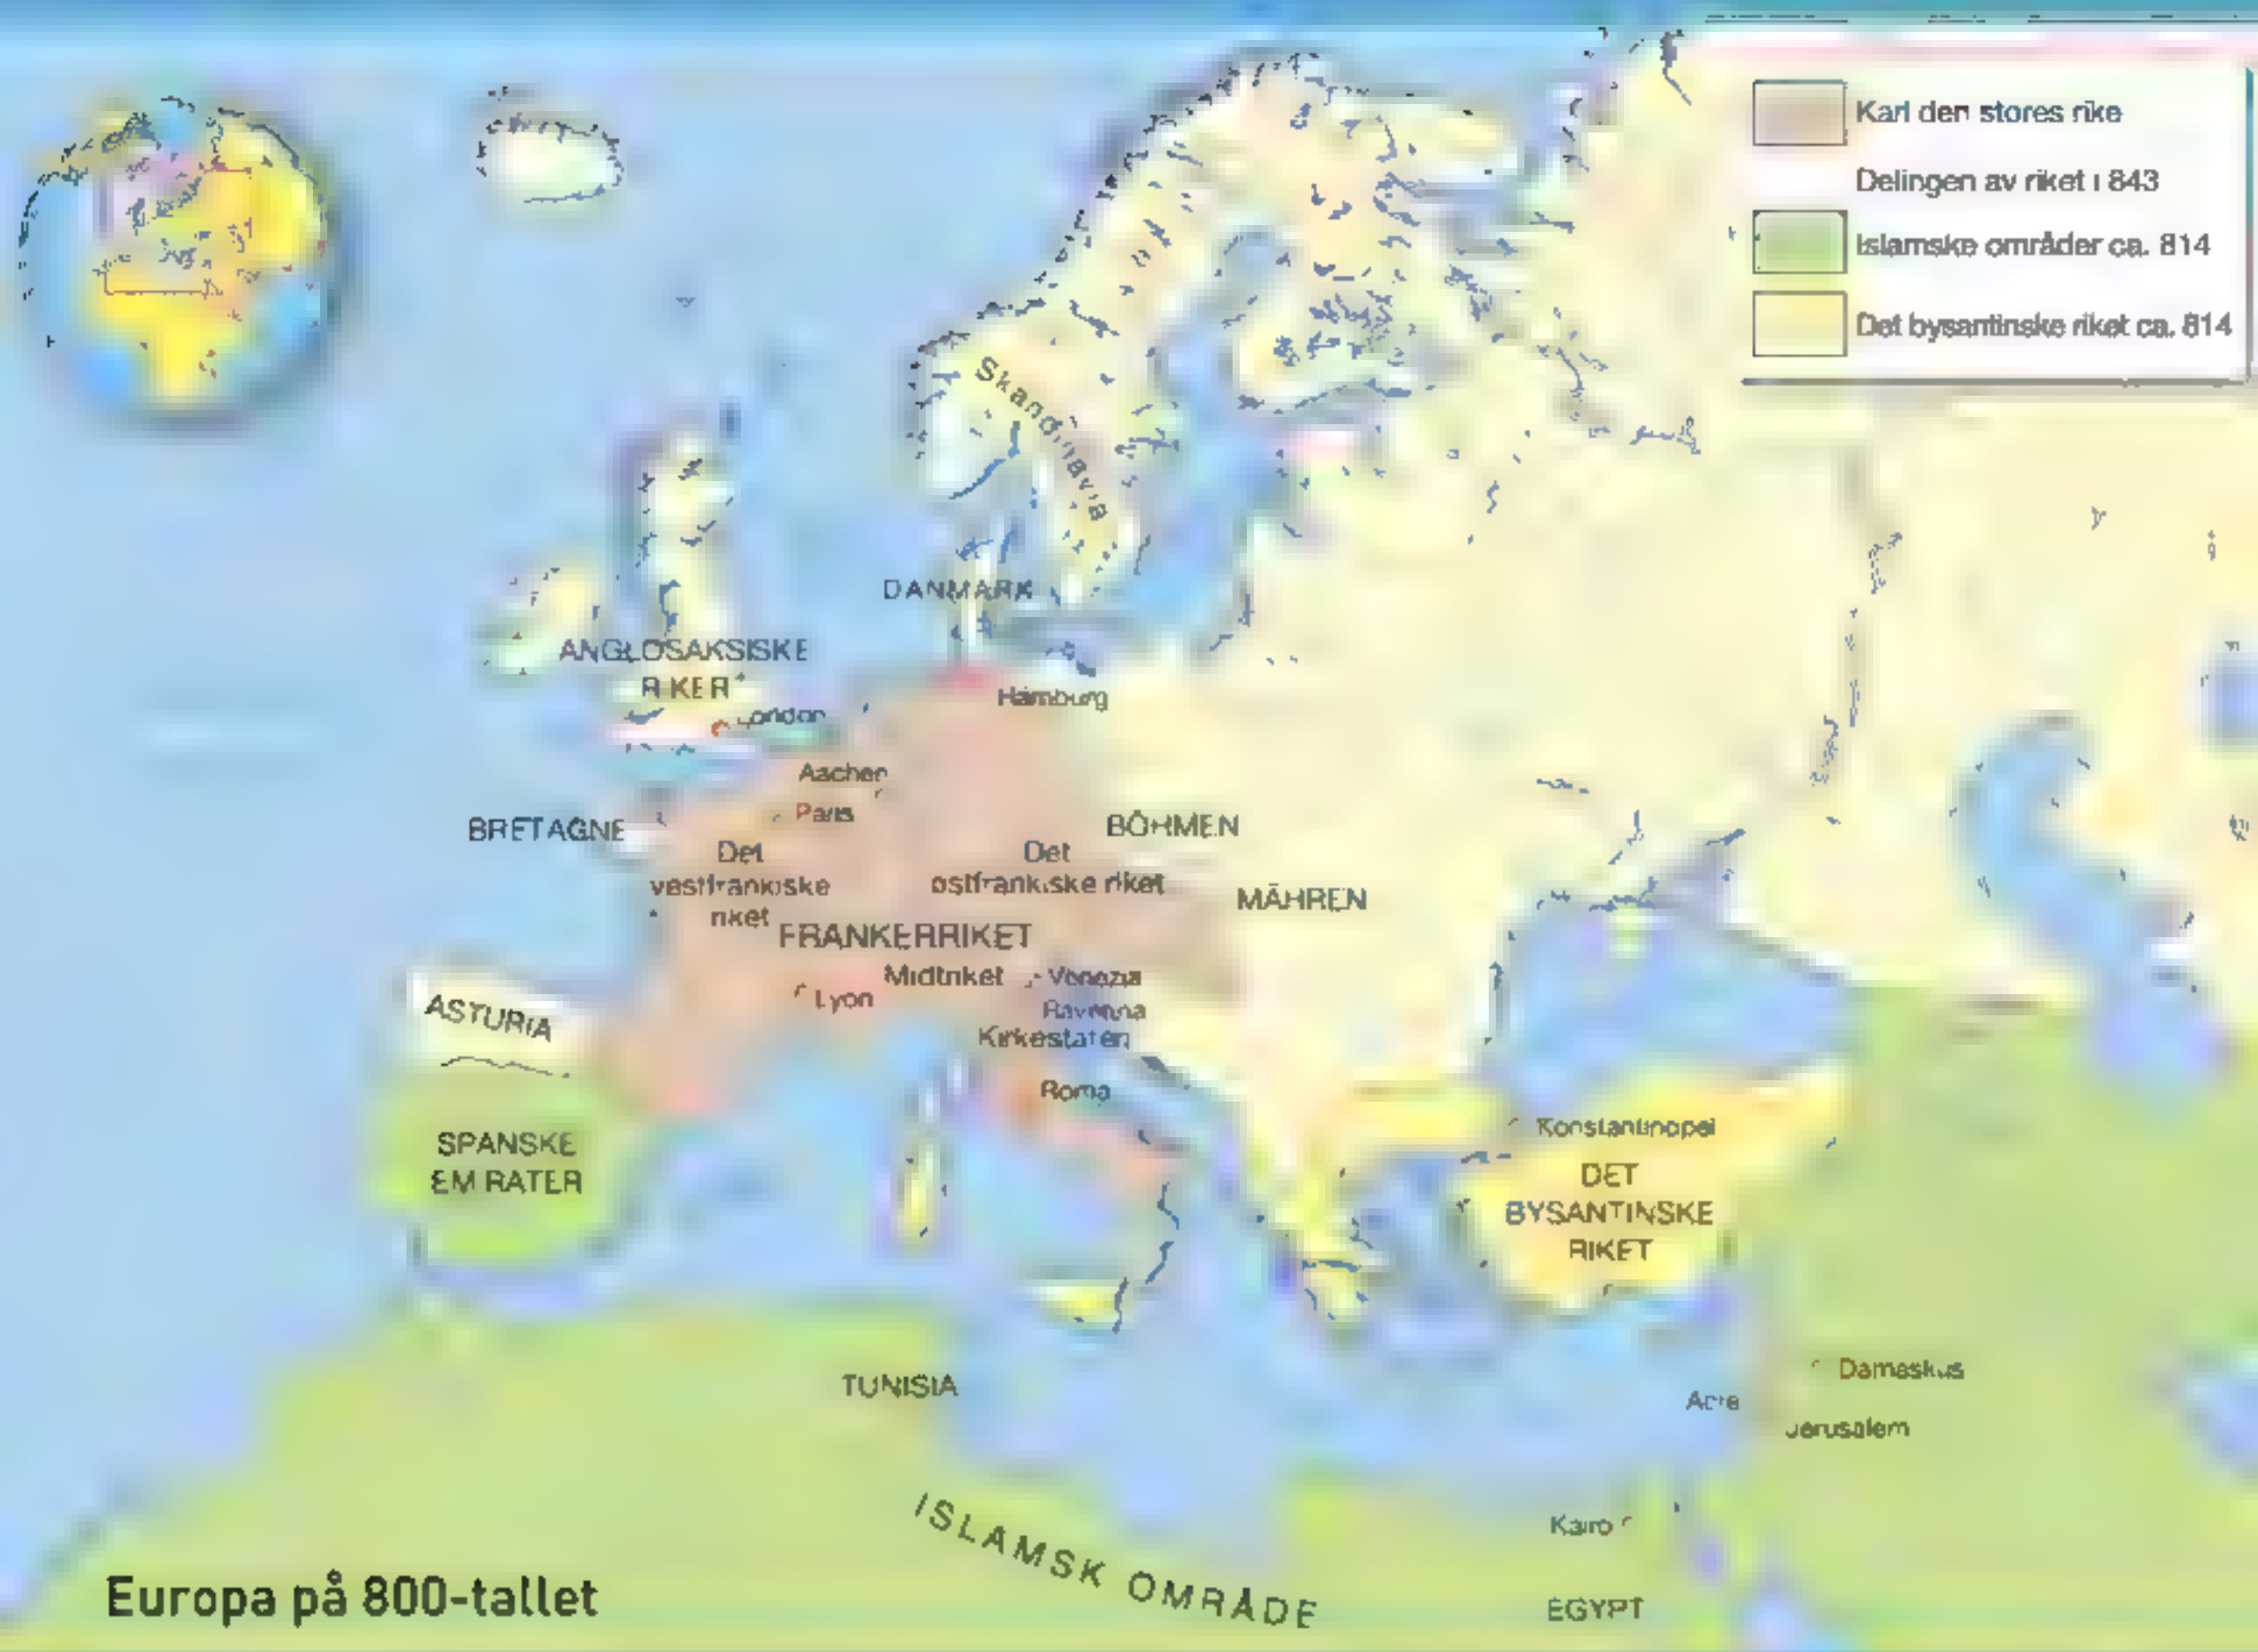 Karl den stores rike
Delingen av riket i 843
Islamske områder ca. 814
Det bysantinske riket ca. 814
Skandinavia
DANMARK
ANGLOSAKSISKE
RIKER
Hamburg
London
Aachen
Paris
BRETAGNE
BÖHMEN
Det
vestfrankiske
riket
Det
østfrankiske riket
MÄHREN
FRANKERRIKET
Midtriket
Venezia
Lyon
Ravenna
ASTURIA
Kirkestaten
Roma
Konstantinopel
SPANSKE
EMIRATER
DET
BYSANTINSKE
RIKET
TUNISIA
Damaskus
Acre
Jerusalem
ISLAMSK OMRÅDE
Kairo
EGYPT
Europa på 800-tallet